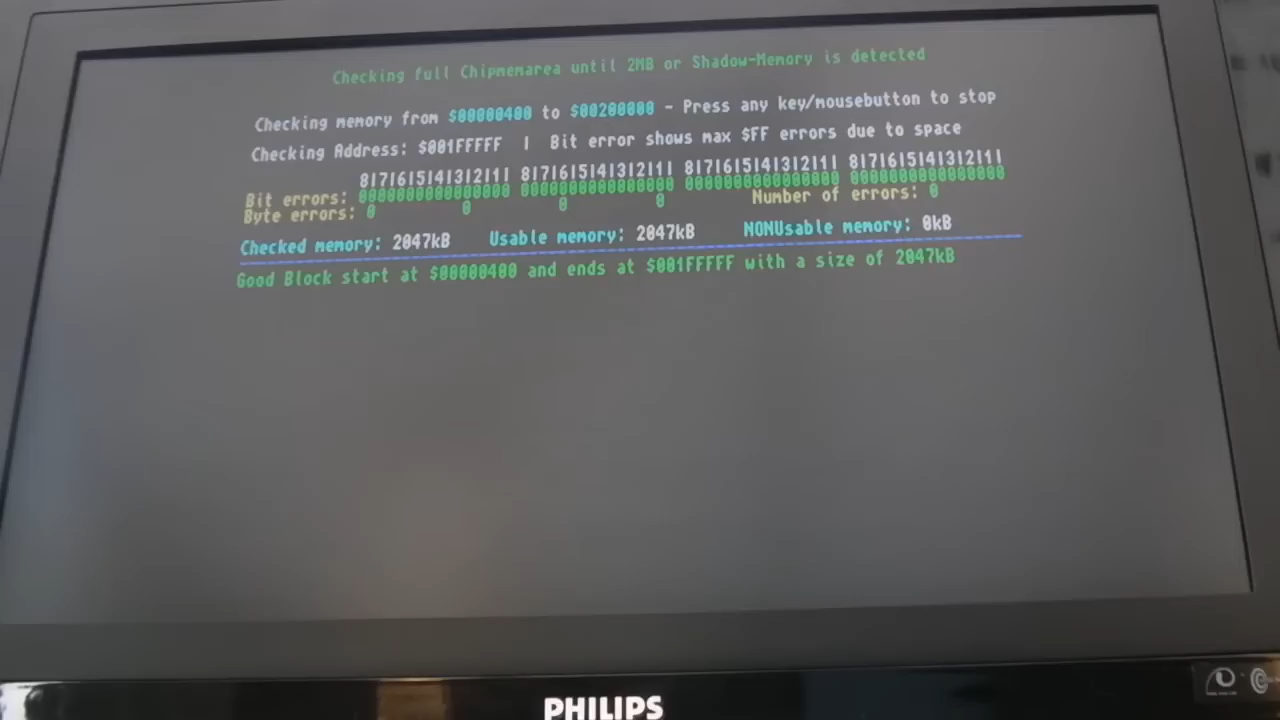 Checking full Chipmemarea until 2MB or Shadow-Memory is detected
Checking memory from $00000400 to $00200000 - Press any key/mousebutton to stop
Checking Address: $001FFFFF | Bit error shows max $FF errors due to space
8|7|6|5|4|3|2|1| 8|7|6|5|4|3|2|1| 8|7|6|5|4|3|2|1| 8|7|6|5|4|3|2|1|
Bit errors: 0000000000000000 0000000000000000 0000000000000000 0000000000000000
Byte errors: 0 0 0 0 Number of errors: 0
Checked memory: 2047kB Usable memory: 2047kB NONUsable memory: 0kB
Good Block start at $00000400 and ends at $001FFFFF with a size of 2047kB
PHILIPS